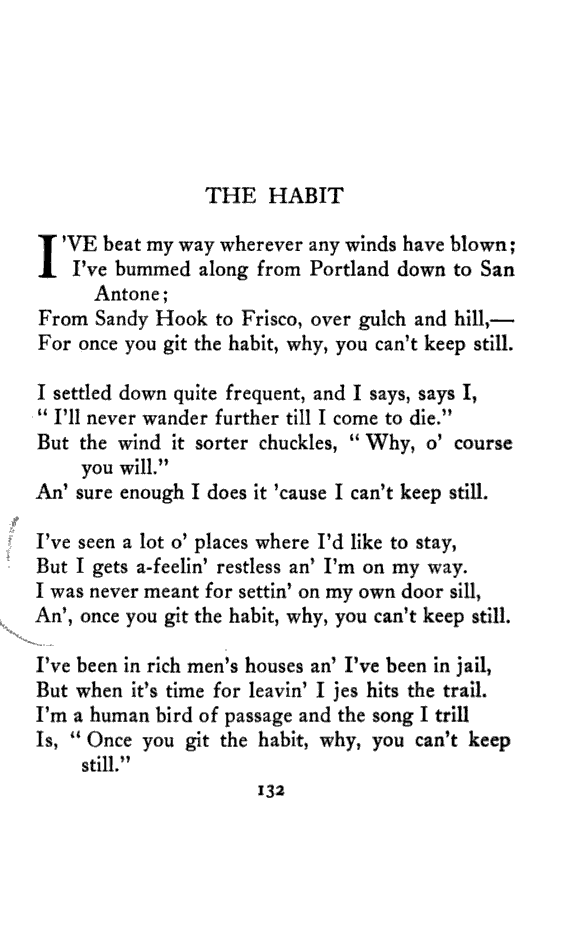 THE HABIT
I'VE beat my way wherever any winds have blown;
I've bummed along from Portland down to San
Antone;
From Sandy Hook to Frisco, over gulch and hill,—
For once you git the habit, why, you can't keep still.
I settled down quite frequent, and I says, says I,
" I'll never wander further till I come to die."
But the wind it sorter chuckles, " Why, o' course
you will."
An' sure enough I does it 'cause I can't keep still.
I've seen a lot o' places where I'd like to stay,
But I gets a-feelin' restless an' I'm on my way.
I was never meant for settin' on my own door sill,
An', once you git the habit, why, you can't keep still.
I've been in rich men's houses an' I've been in jail,
But when it's time for leavin' I jes hits the trail.
I'm a human bird of passage and the song I trill
Is, " Once you git the habit, why, you can't keep
still."
132